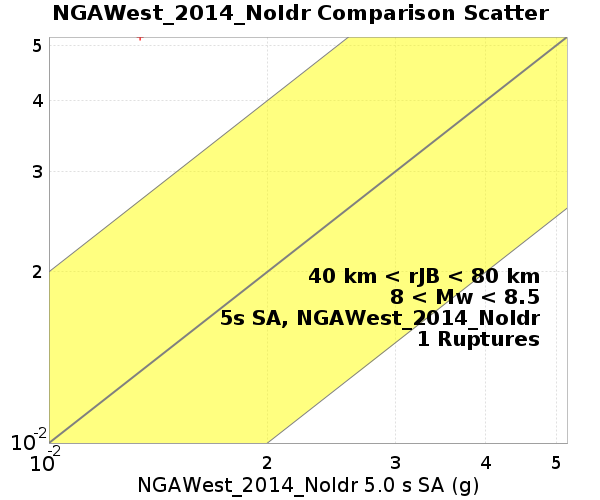 NGAWest_2014_NoIdr Comparison Scatter
5
4
3
2
10-2
40 km < rJB < 80 km
8 < Mw < 8.5
5s SA, NGAWest_2014_NoIdr
1 Ruptures
10-2 2 3 4 5
NGAWest_2014_NoIdr 5.0 s SA (g)